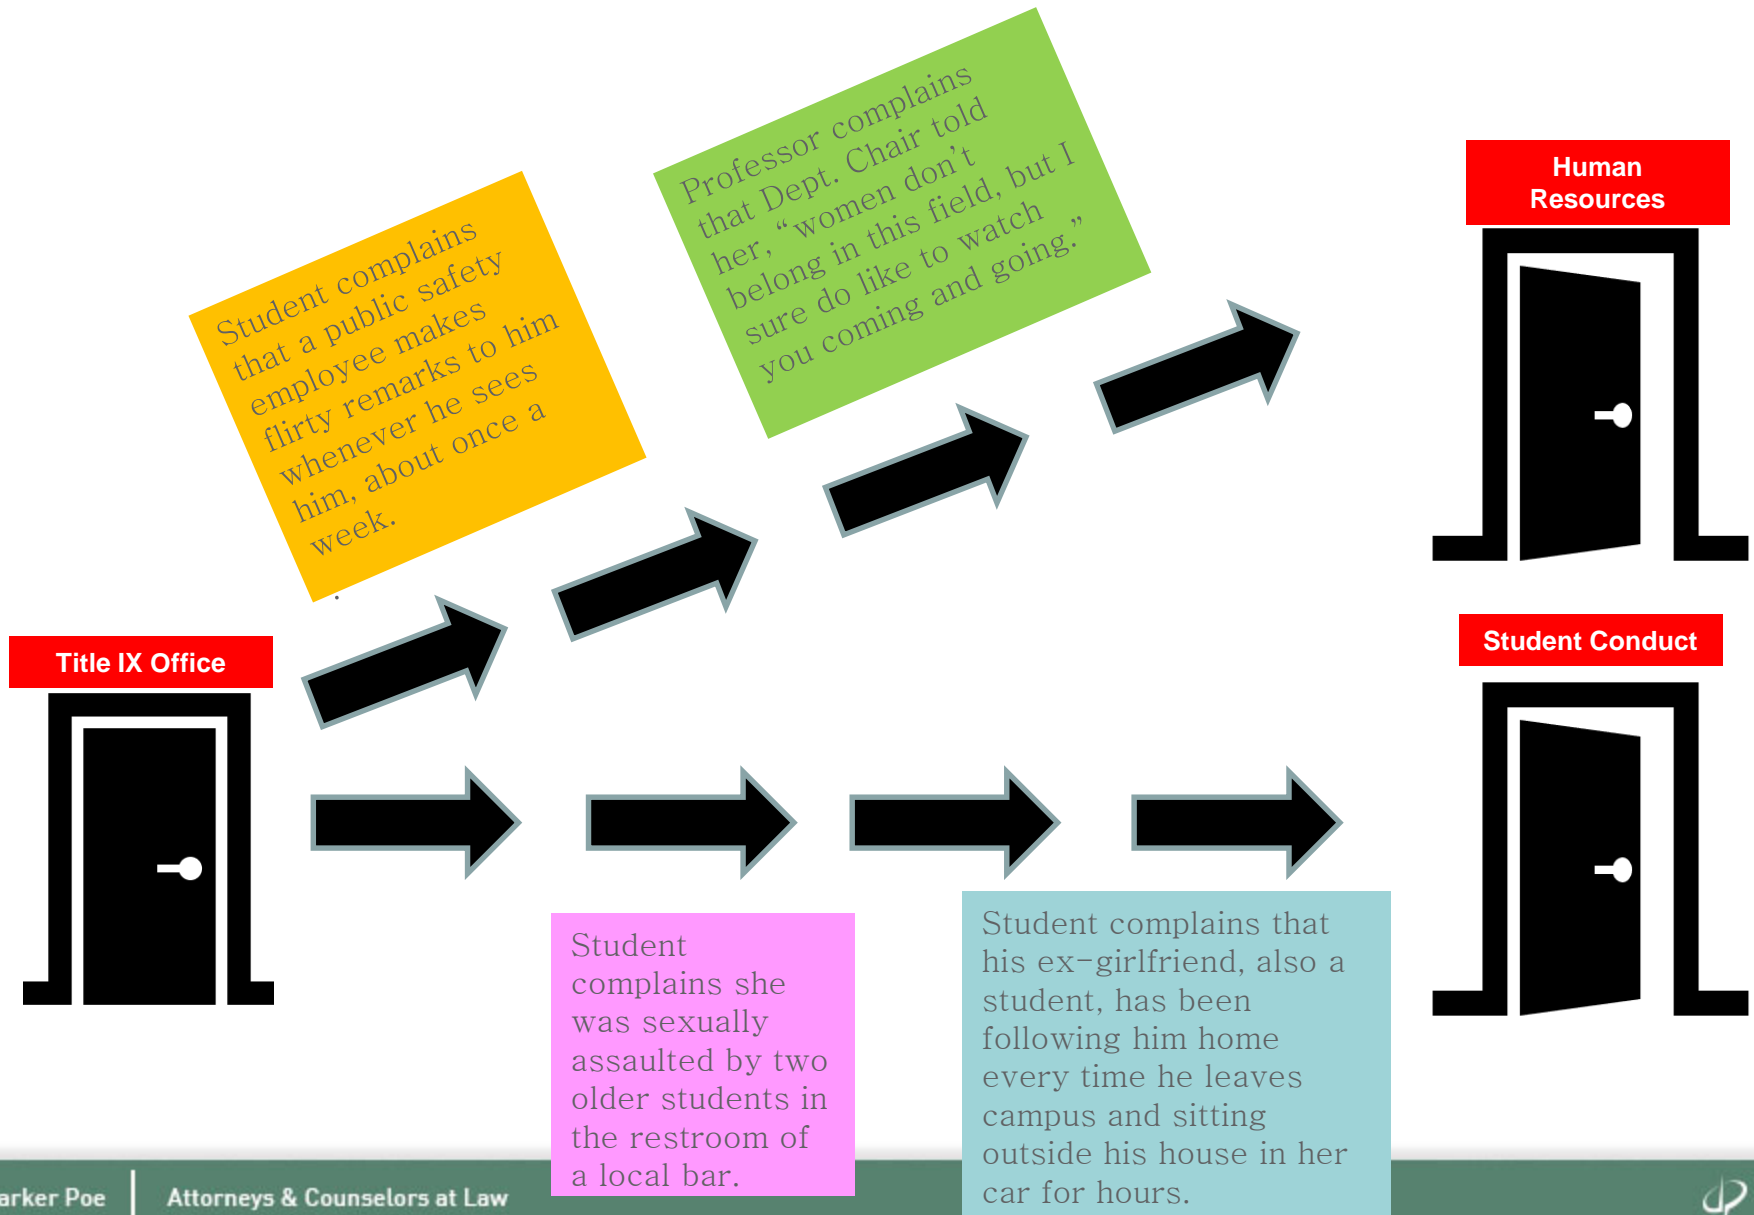 Student complains
that a public safety
employee makes
flirty remarks to him
whenever he sees
him, about once a
week.
.
Professor complains
that Dept. Chair told
her, “women don’t
belong in this field, but I
sure do like to watch
you coming and going.”
Human
Resources
Title IX Office
Student Conduct
Student
complains she
was sexually
assaulted by two
older students in
the restroom of
a local bar.
Student complains that
his ex-girlfriend, also a
student, has been
following him home
every time he leaves
campus and sitting
outside his house in her
car for hours.
arker Poe
Attorneys & Counselors at Law